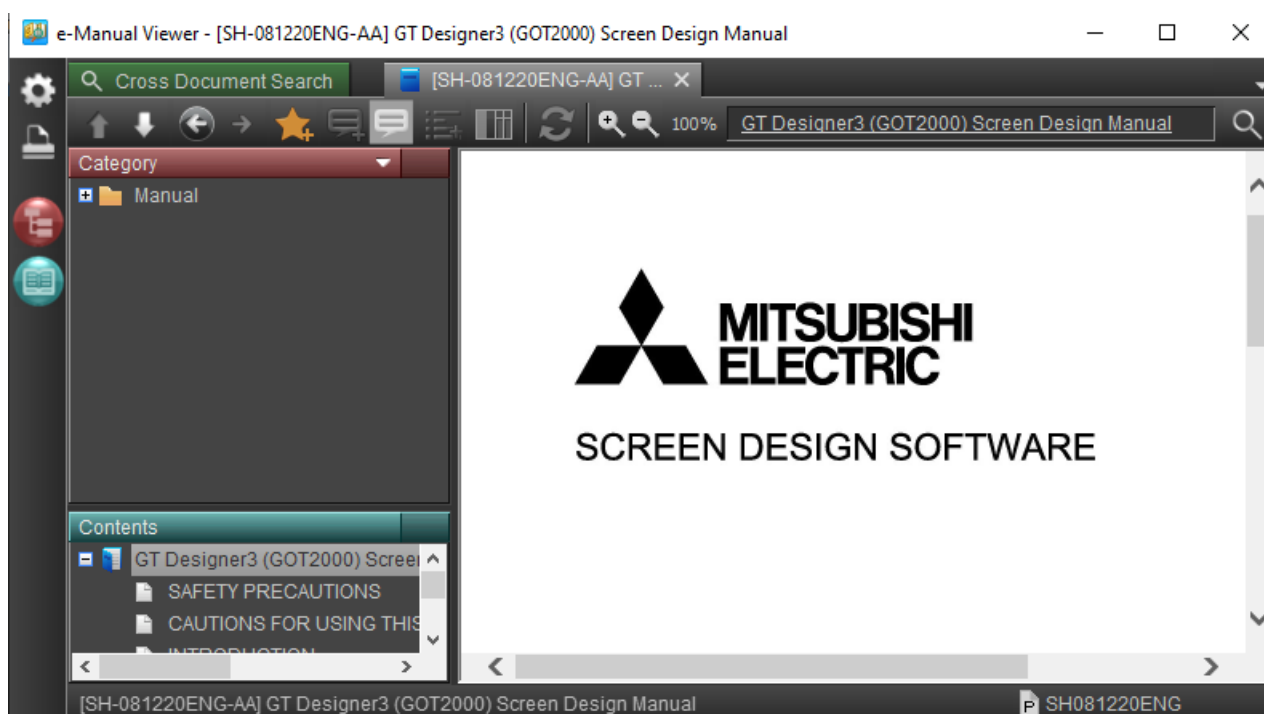 e-Manual Viewer - [SH-081220ENG-AA] GT Designer3 (GOT2000) Screen Design Manual
Cross Document Search
[SH-081220ENG-AA] GT ...
100%
GT Designer3 (GOT2000) Screen Design Manual
Category
Manual
MITSUBISHI
ELECTRIC
SCREEN DESIGN SOFTWARE
Contents
GT Designer3 (GOT2000) Screen
SAFETY PRECAUTIONS
CAUTIONS FOR USING THIS
INTRODUCTION
[SH-081220ENG-AA] GT Designer3 (GOT2000) Screen Design Manual
SH081220ENG